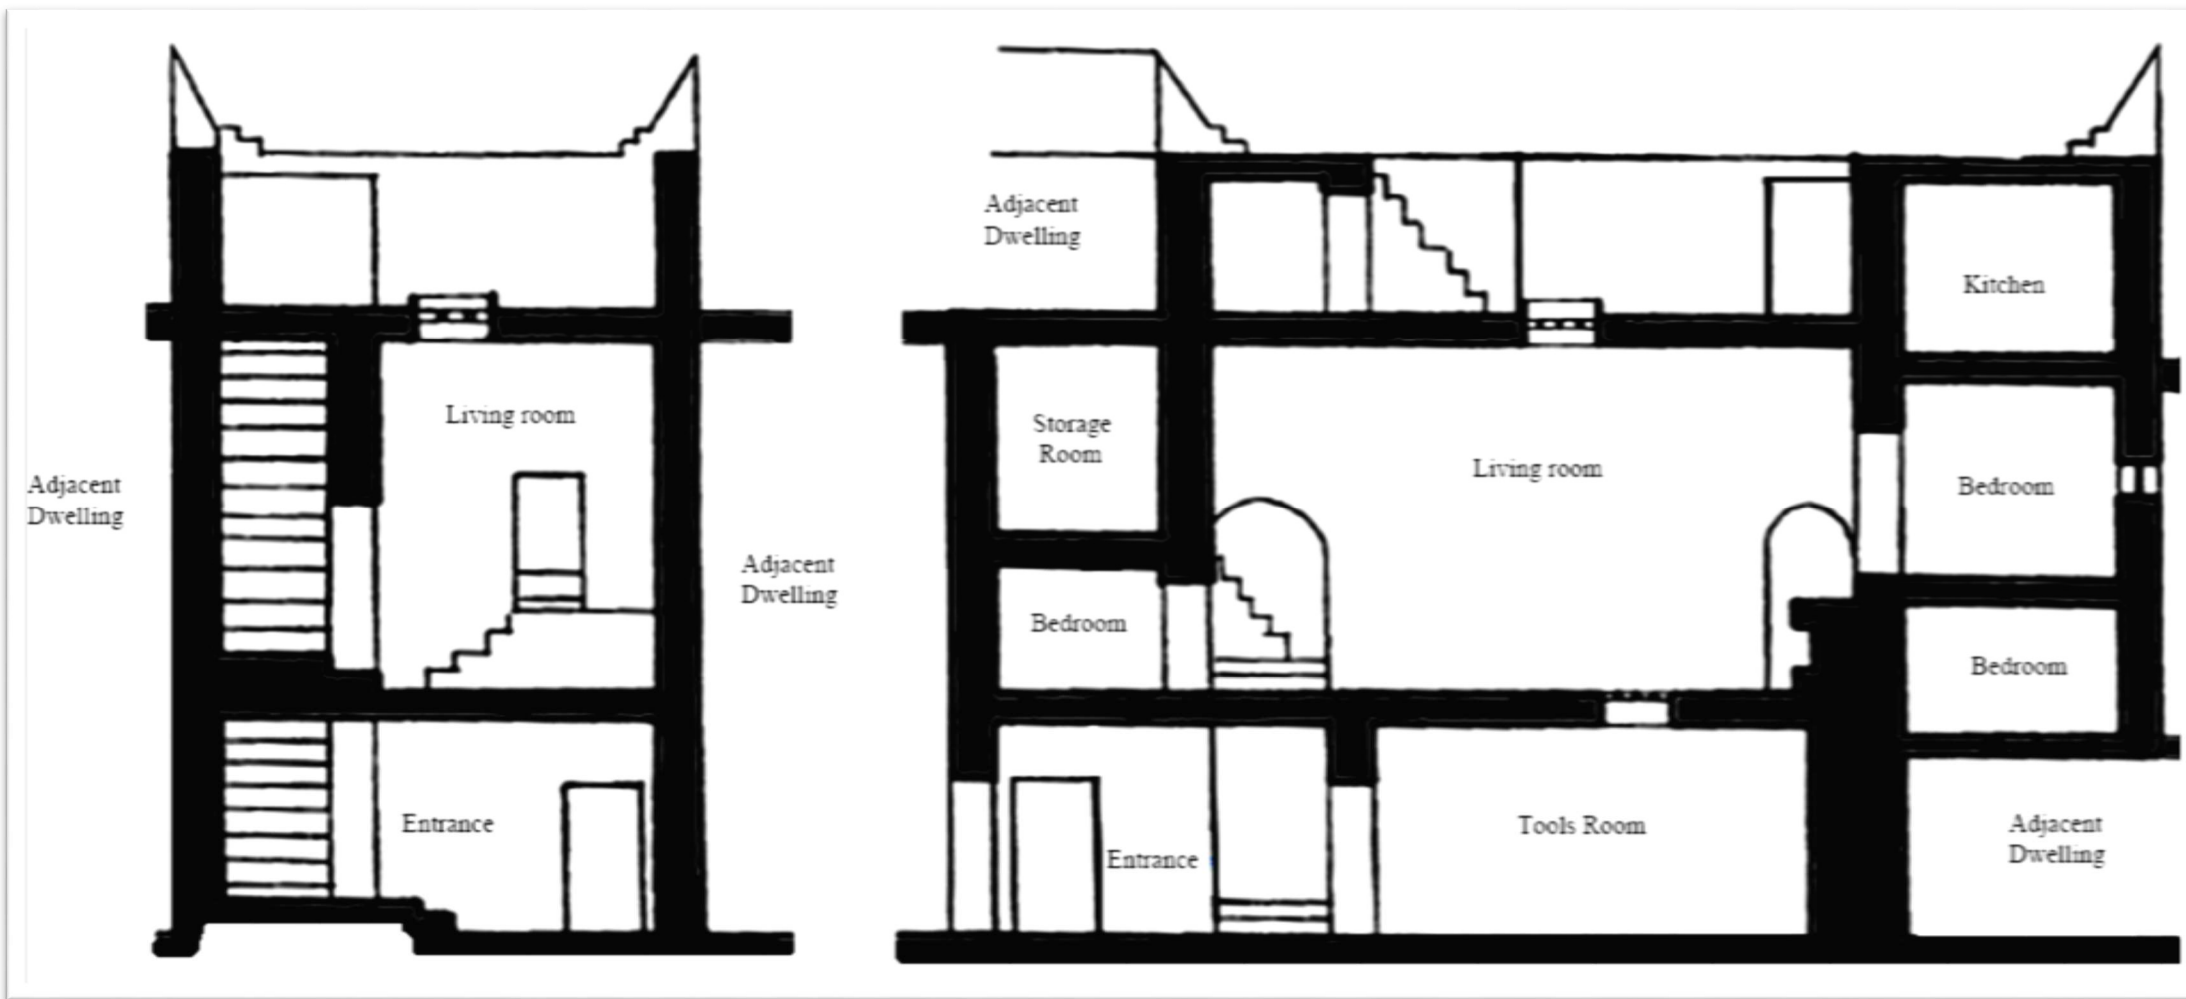 Living room
Adjacent
Dwelling
Adjacent
Dwelling
Entrance
Adjacent
Dwelling
Kitchen
Storage
Room
Living room
Bedroom
Bedroom
Bedroom
Tools Room
Entrance
Adjacent
Dwelling